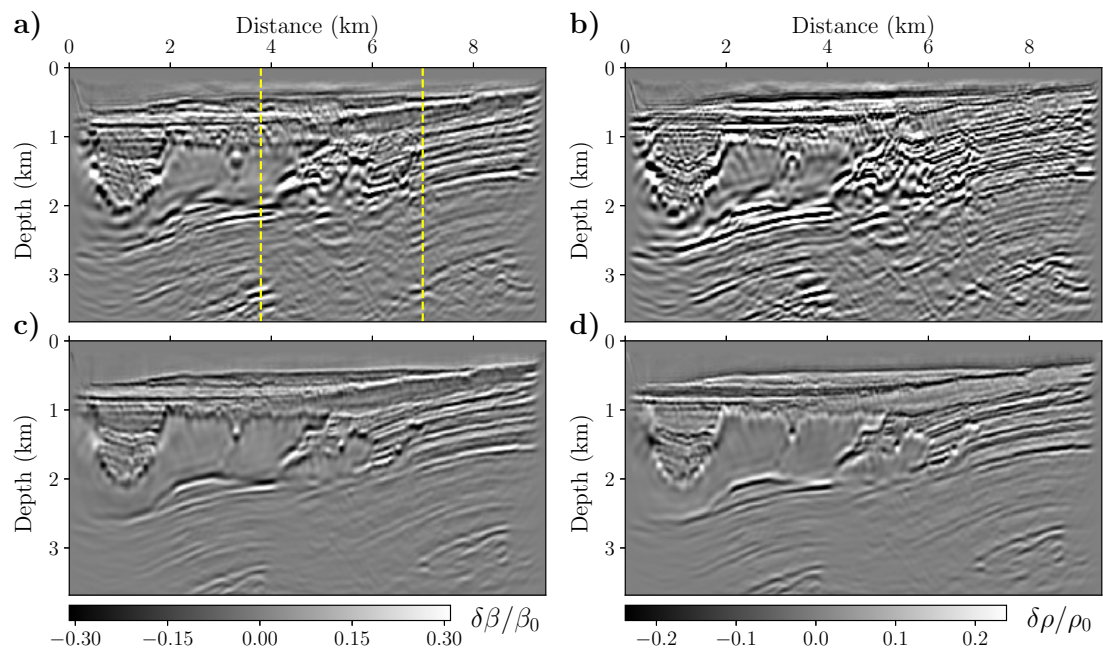 a) Distance (km) b) Distance (km)
0 2 4 6 8 0 2 4 6 8
0
1
2
3
Depth (km)
0
1
2
3
Depth (km)
c) d)
0
1
2
3
Depth (km)
0
1
2
3
Depth (km)
−0.30 −0.15 0.00 0.15 0.30 δβ/β₀
−0.2 −0.1 0.0 0.1 0.2 δρ/ρ₀